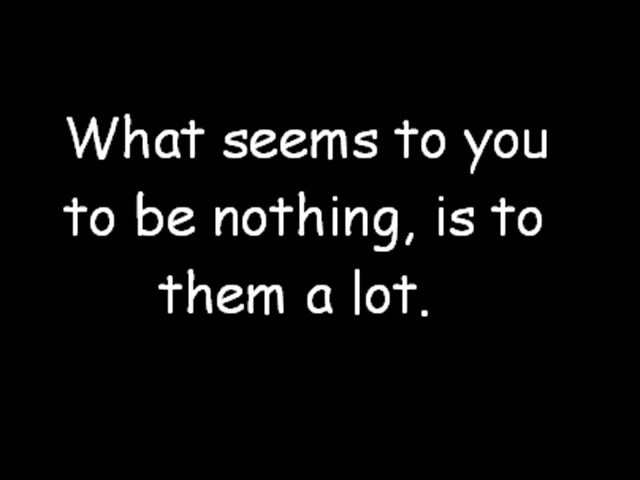 What seems to you
to be nothing, is to
them a lot.